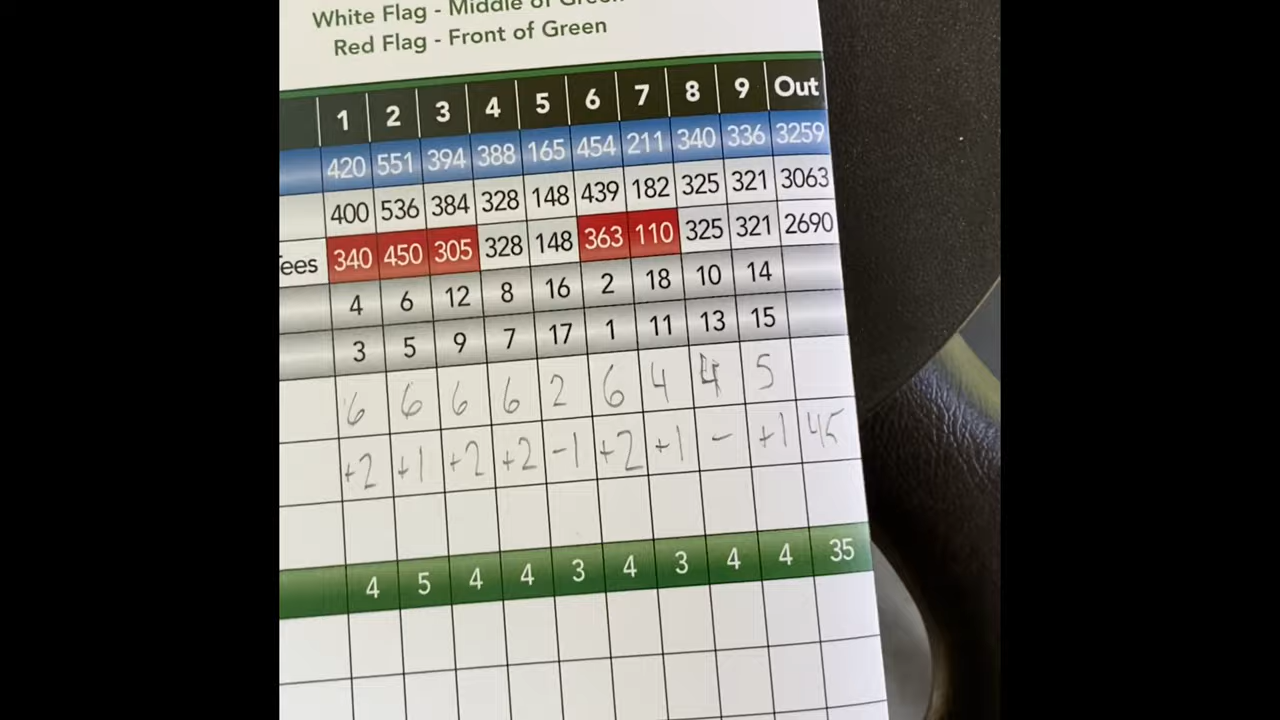 White Flag - Middle of Green
Red Flag - Front of Green
1 2 3 4 5 6 7 8 9 Out
420 551 394 388 165 454 211 340 336 3259
400 536 384 328 148 439 182 325 321 3063
ees 340 450 305 328 148 363 110 325 321 2690
4 6 12 8 16 2 18 10 14
3 5 9 7 17 1 11 13 15
6 6 6 6 2 6 4 4 5
+2 +1 +2 +2 -1 +2 +1 - +1 45
4 5 4 4 3 4 3 4 4 35